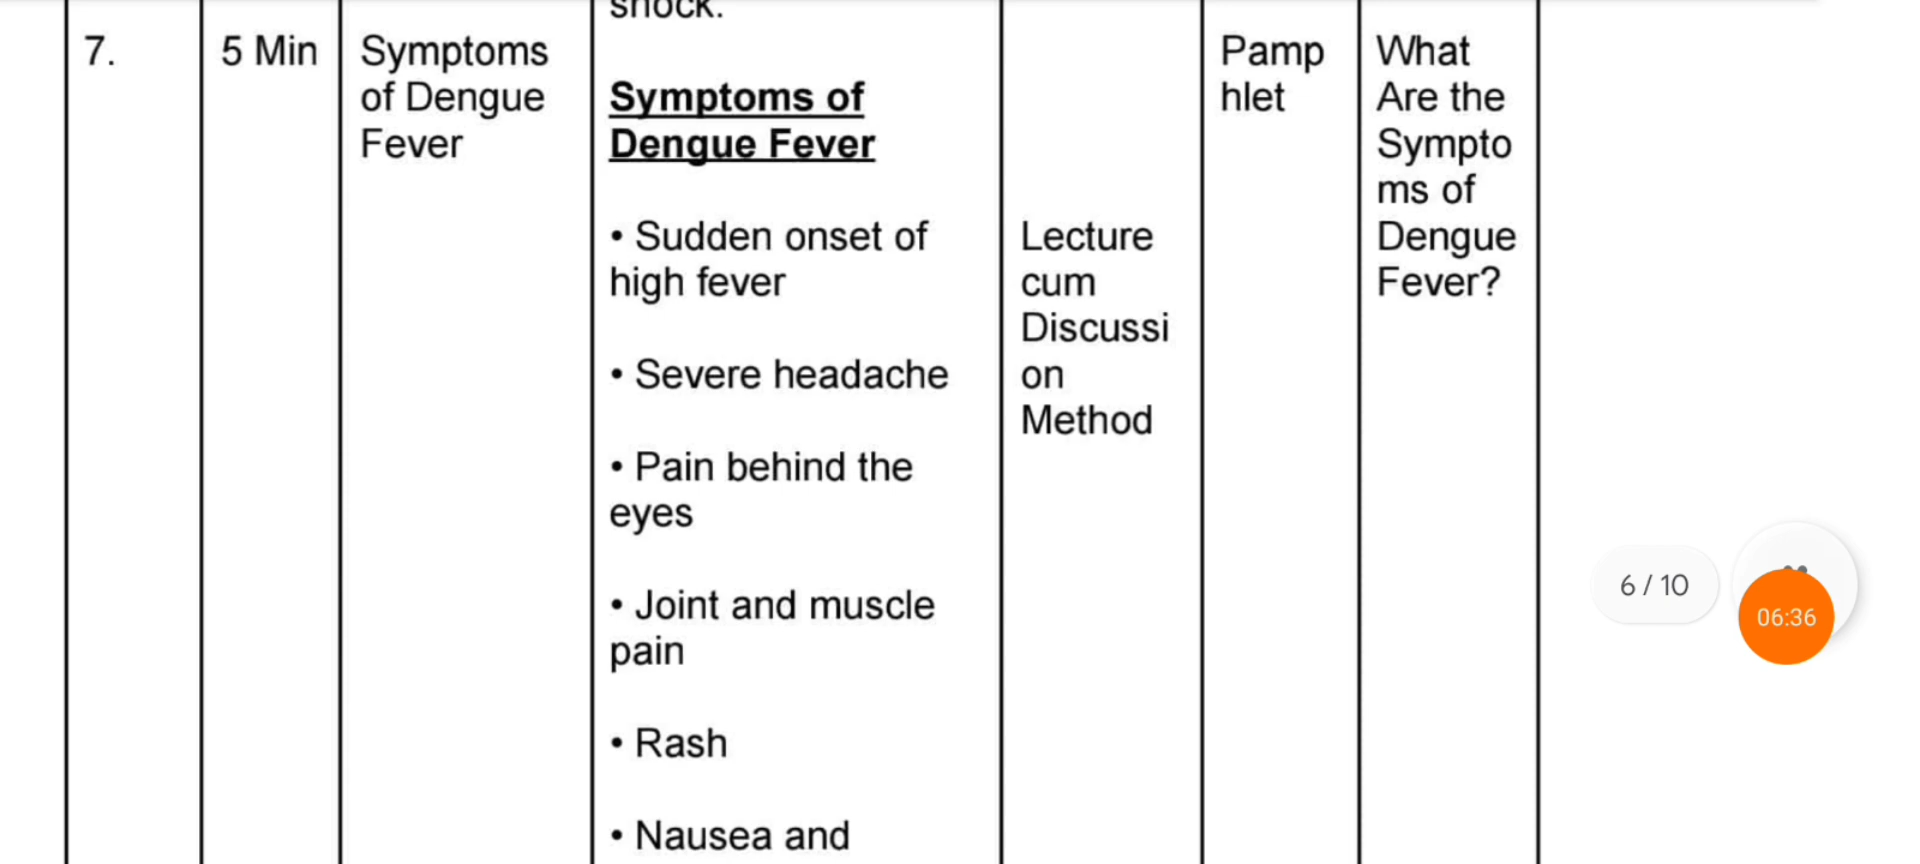 shock.
7.
5 Min
Symptoms
of Dengue
Fever
Symptoms of
Dengue Fever
• Sudden onset of
high fever
• Severe headache
• Pain behind the
eyes
• Joint and muscle
pain
• Rash
• Nausea and
Lecture
cum
Discussi
on
Method
Pamp
hlet
What
Are the
Sympto
ms of
Dengue
Fever?
6 / 10
06:36